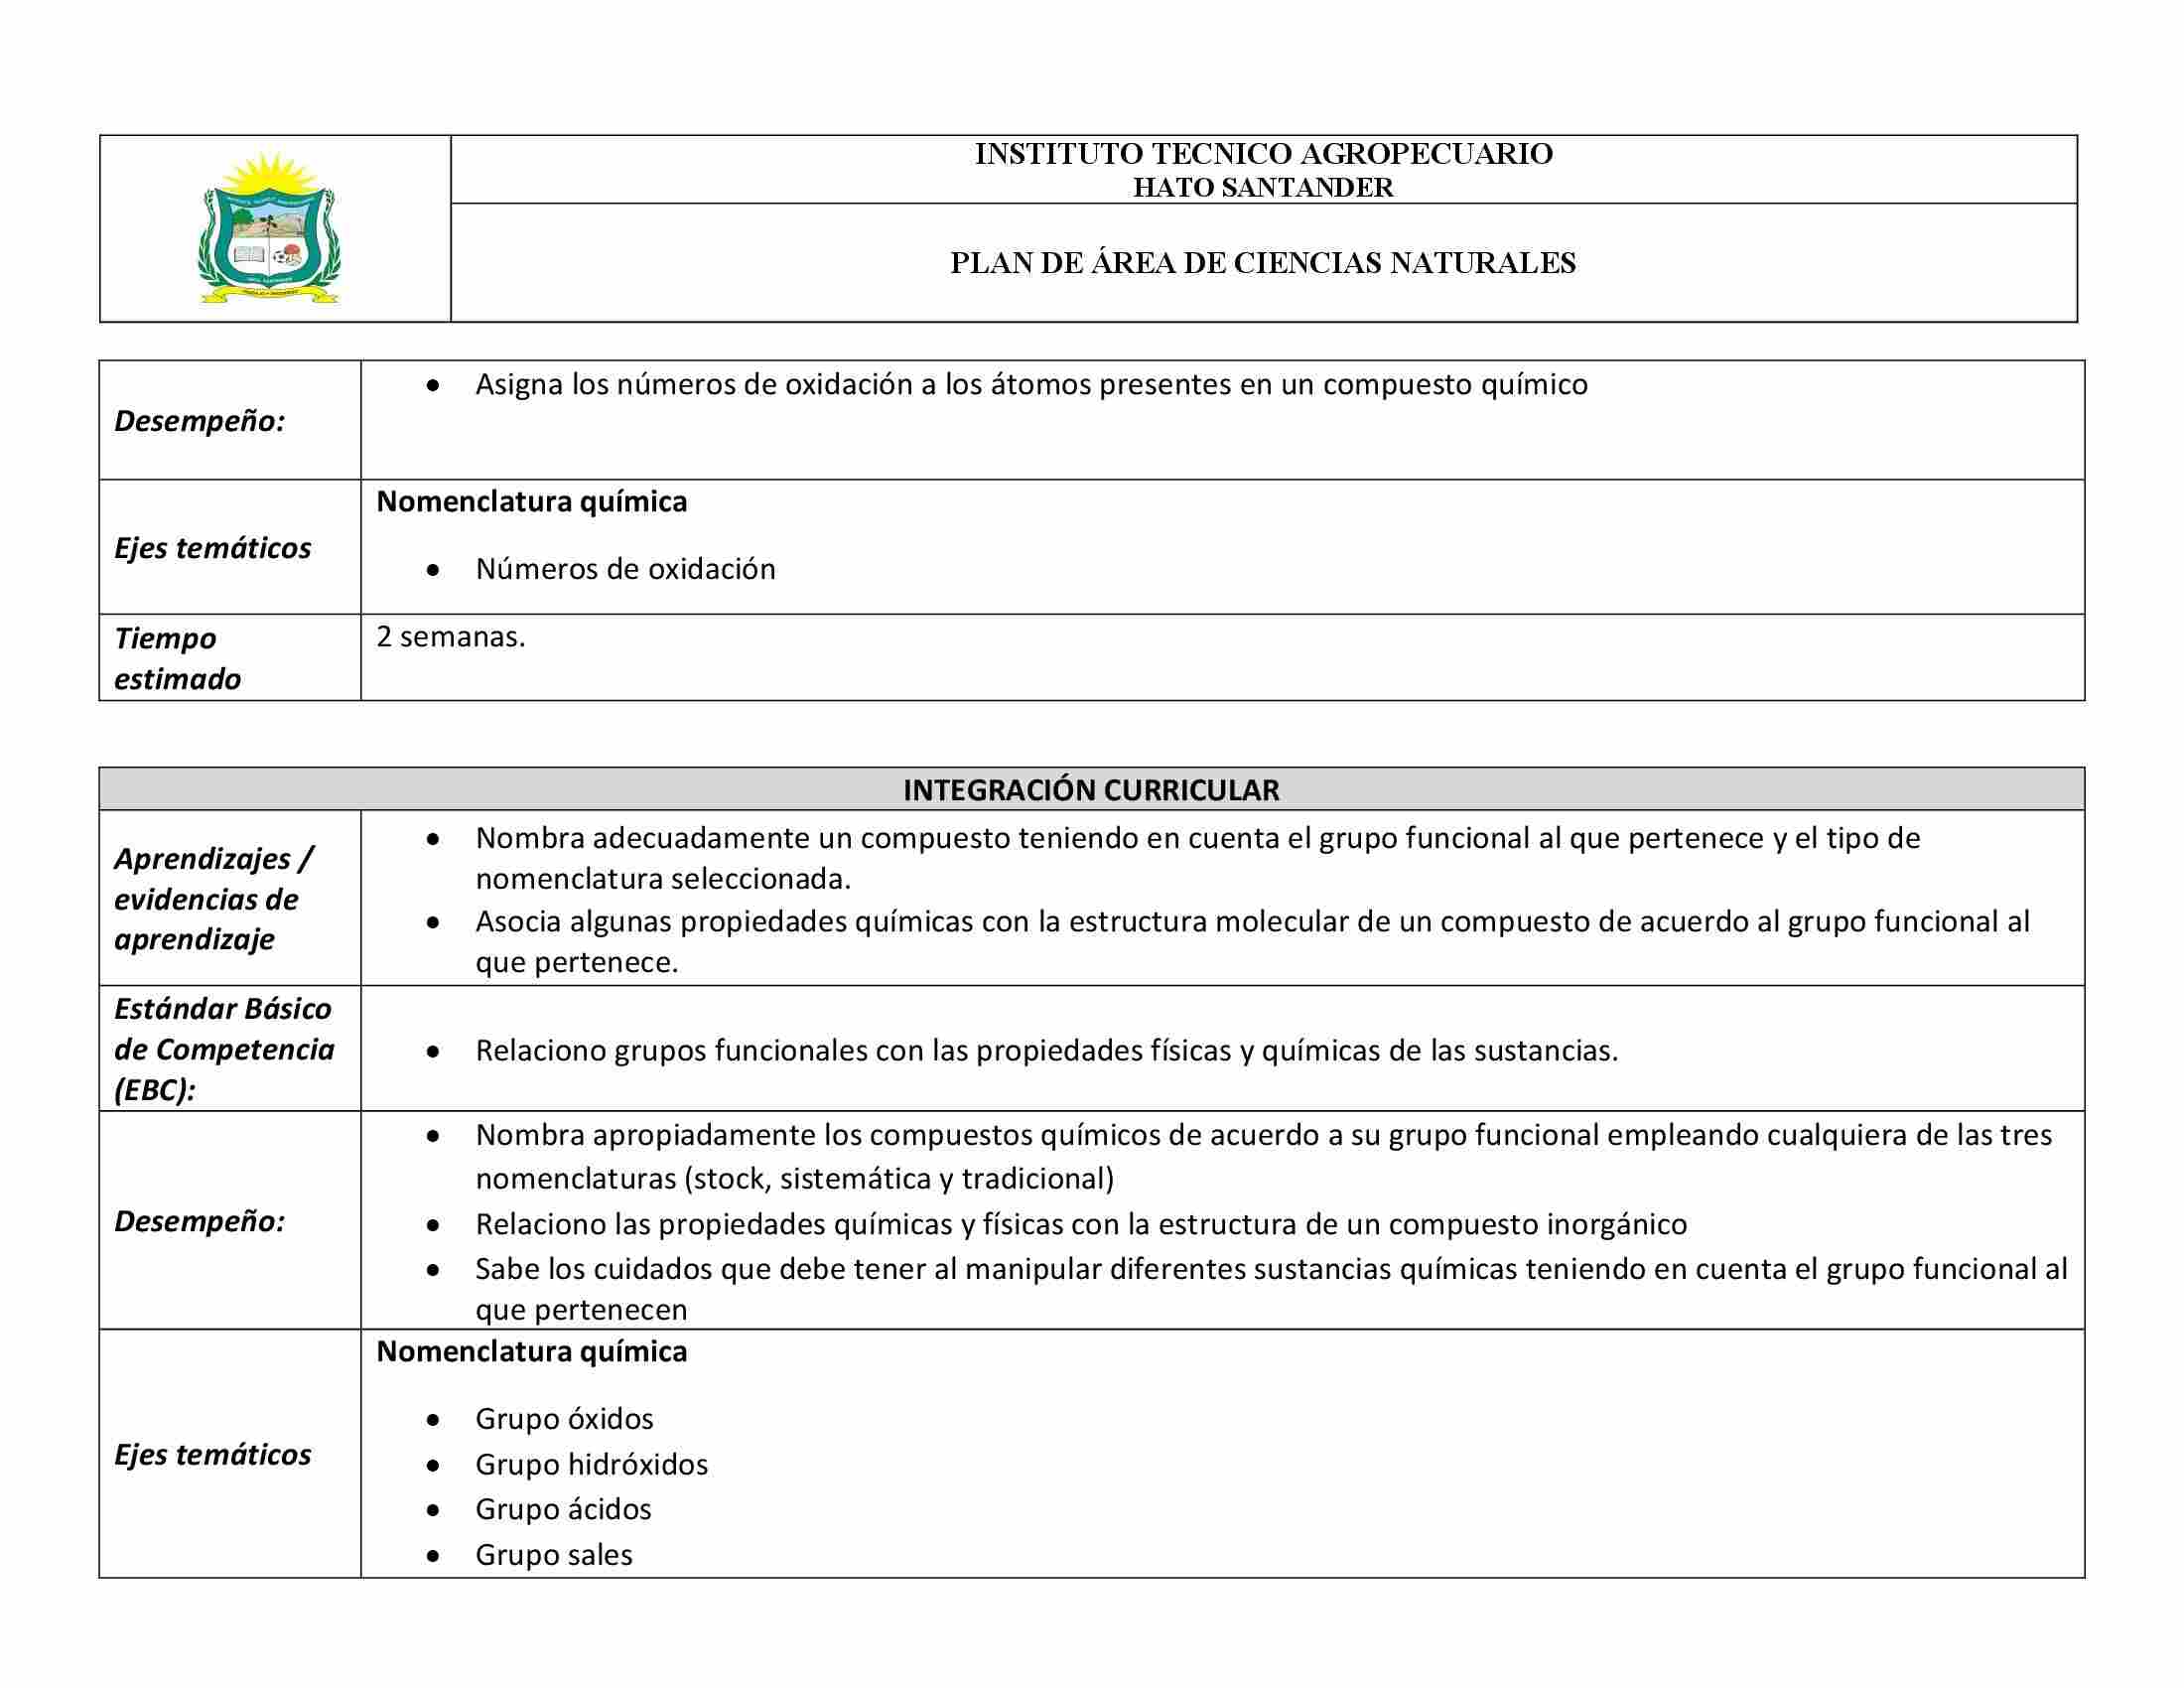 INSTITUTO TECNICO AGROPECUARIO
HATO SANTANDER
PLAN DE ÁREA DE CIENCIAS NATURALES
Desempeño:
• Asigna los números de oxidación a los átomos presentes en un compuesto químico
Ejes temáticos
Nomenclatura química
• Números de oxidación
Tiempo
estimado
2 semanas.
INTEGRACIÓN CURRICULAR
Aprendizajes /
evidencias de
aprendizaje
• Nombra adecuadamente un compuesto teniendo en cuenta el grupo funcional al que pertenece y el tipo de
nomenclatura seleccionada.
• Asocia algunas propiedades químicas con la estructura molecular de un compuesto de acuerdo al grupo funcional al
que pertenece.
Estándar Básico
de Competencia
(EBC):
• Relaciono grupos funcionales con las propiedades físicas y químicas de las sustancias.
Desempeño:
• Nombra apropiadamente los compuestos químicos de acuerdo a su grupo funcional empleando cualquiera de las tres
nomenclaturas (stock, sistemática y tradicional)
• Relaciono las propiedades químicas y físicas con la estructura de un compuesto inorgánico
• Sabe los cuidados que debe tener al manipular diferentes sustancias químicas teniendo en cuenta el grupo funcional al
que pertenecen
Ejes temáticos
Nomenclatura química
• Grupo óxidos
• Grupo hidróxidos
• Grupo ácidos
• Grupo sales